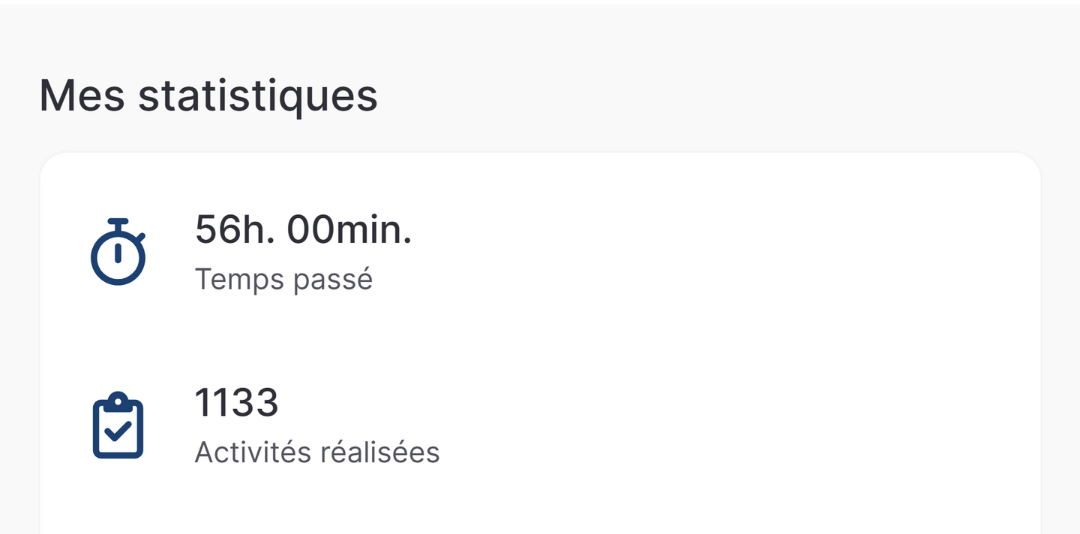 Mes statistiques
56h. 00min.
Temps passé
1133
Activités réalisées